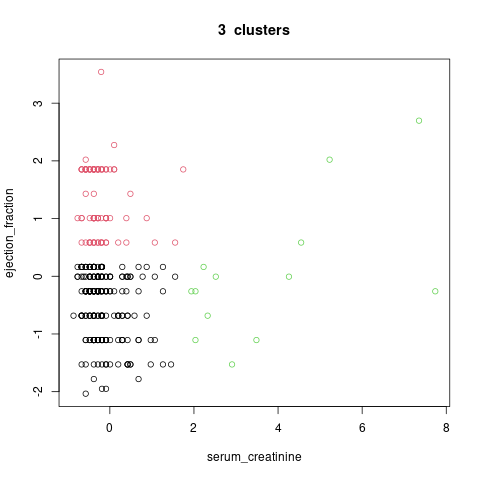 3 clusters
ejection_fraction
3
2
1
0
-1
-2
0 2 4 6 8
serum_creatinine